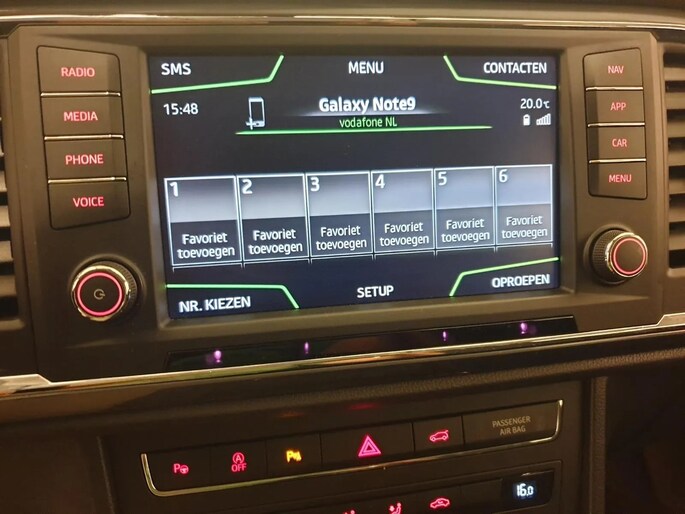 RADIO
MEDIA
PHONE
VOICE
SMS
MENU
CONTACTEN
15:48
Galaxy Note9
vodafone NL
20.0°C
1
Favoriet
toevoegen
2
Favoriet
toevoegen
3
Favoriet
toevoegen
4
Favoriet
toevoegen
5
Favoriet
toevoegen
6
Favoriet
toevoegen
NR. KIEZEN
SETUP
OPROEPEN
NAV
APP
CAR
MENU
P
A
OFF
P
PASSENGER
AIR BAG
16.0